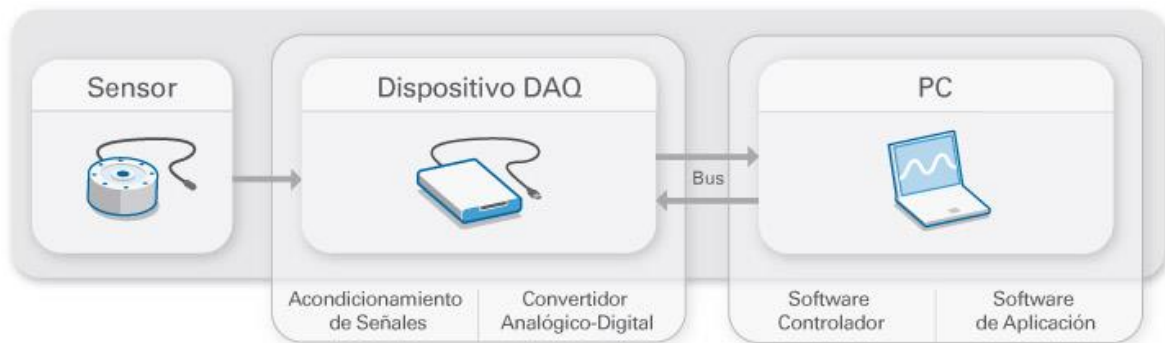 Sensor
Dispositivo DAQ
PC
Bus
Acondicionamiento
de Señales
Convertidor
Analógico-Digital
Software
Controlador
Software
de Aplicación